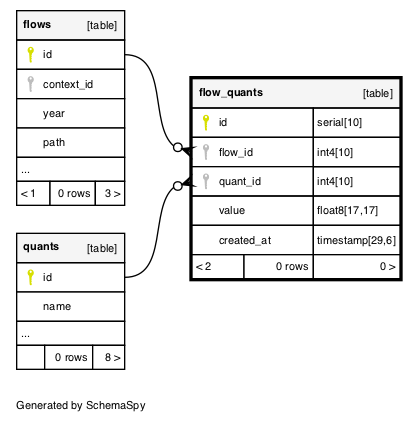 flows [table]
id
context_id
year
path
...
< 1 0 rows 3 >
flow_quants [table]
id serial[10]
flow_id int4[10]
quant_id int4[10]
value float8[17,17]
created_at timestamp[29,6]
< 2 0 rows 0 >
quants [table]
id
name
...
0 rows 8 >
Generated by SchemaSpy